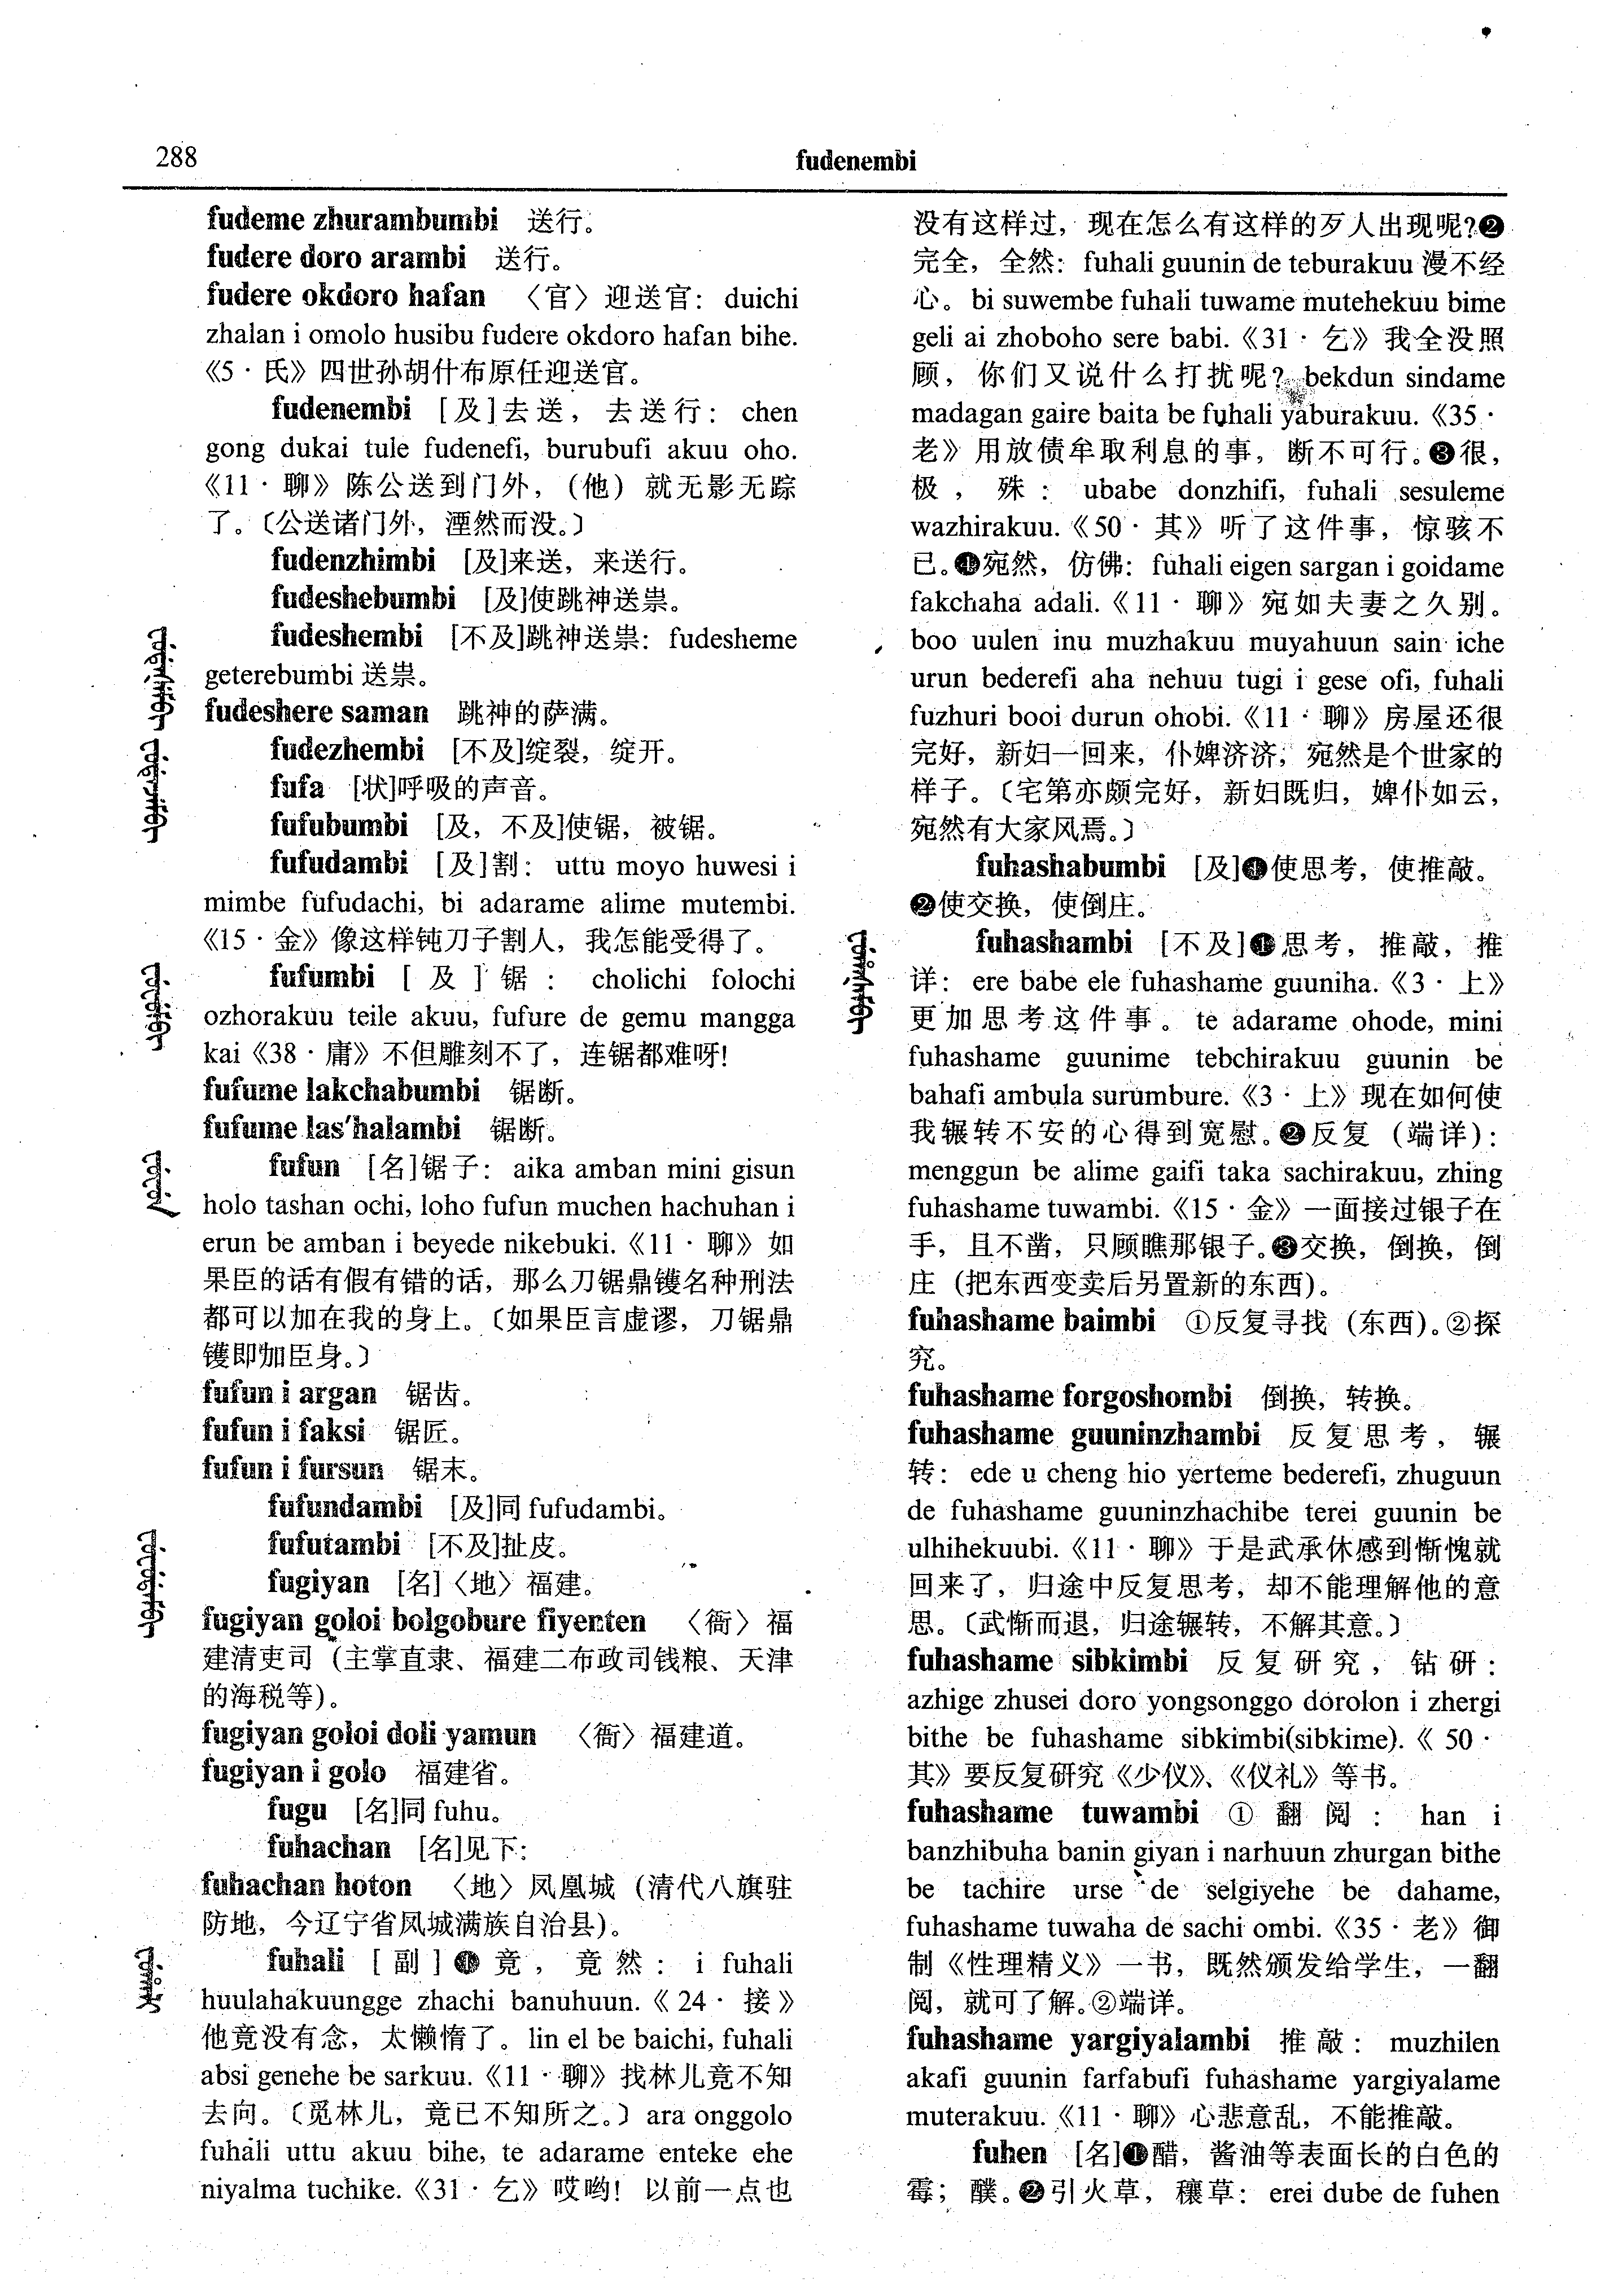 288
fudenembi
fudeme zhurambumbi 送行。
fudere doro arambi 送行。
fudere okdoro hafan 〈官〉迎送官：duichi
zhalan i omolo husibu fudere okdoro hafan bihe.
《5·氏》四世孙胡什布原任迎送官。
fudenembi [及]去送，去送行：chen
gong dukai tule fudenefi, burubufi akuu oho.
《11·聊》陈公送到门外，（他）就无影无踪
了。〔公送诸门外，湮然而没。〕
fudenzhimbi [及]来送，来送行。
fudeshebumbi [及]使跳神送祟。
fudeshembi [不及]跳神送祟：fudesheme
geterebumbi 送祟。
fudeshere saman 跳神的萨满。
fudezhembi [不及]绽裂，绽开。
fufa [状]呼吸的声音。
fufubumbi [及，不及]使锯，被锯。
fufudambi [及]割：uttu moyo huwesi i
mimbe fufudachi, bi adarame alime mutembi.
《15·金》像这样钝刀子割人，我怎能受得了。
fufumbi [及]锯：cholichi folochi
ozhorakuu teile akuu, fufure de gemu mangga
kai《38·庸》不但雕刻不了，连锯都难呀！
fufume lakchabumbi 锯断。
fufume las'halambi 锯断。
fufun [名]锯子：aika amban mini gisun
holo tashan ochi, loho fufun muchen hachuhan i
erun be amban i beyede nikebuki.《11·聊》如
果臣的话有假有错的话，那么刀锯鼎镬名种刑法
都可以加在我的身上。〔如果臣言虚谬，刀锯鼎
镬即加臣身。〕
fufun i argan 锯齿。
fufun i faksi 锯匠。
fufun i fursun 锯末。
fufundambi [及]同 fufudambi。
fufutambi [不及]扯皮。
fugiyan [名]〈地〉福建。
fugiyan goloi bolgobure fiyenten 〈衙〉福
建清吏司（主掌直隶、福建二布政司钱粮、天津
的海税等）。
fugiyan goloi doli yamun 〈衙〉福建道。
fugiyan i golo 福建省。
fugu [名]同 fuhu。
fuhachan [名]见下：
fuhachan hoton 〈地〉凤凰城（清代八旗驻
防地，今辽宁省凤城满族自治县）。
fuhali [副]❶竟，竟然：i fuhali
huulahakuungge zhachi banuhuun.《24·接》
他竟没有念，太懒惰了。lin el be baichi, fuhali
absi genehe be sarkuu.《11·聊》找林儿竟不知
去向。〔觅林儿，竟已不知所之。〕ara onggolo
fuhali uttu akuu bihe, te adarame enteke ehe
niyalma tuchike.《31·乞》哎哟！以前一点也
没有这样过，现在怎么有这样的歹人出现呢？❷
完全，全然：fuhali guunin de teburakuu 漫不经
心。bi suwembe fuhali tuwame mutehekuu bime
geli ai zhoboho sere babi.《31·乞》我全没照
顾，你们又说什么打扰呢？bekdun sindame
madagan gaire baita be fuhali yaburakuu.《35·
老》用放债牟取利息的事，断不可行。❸很，
极，殊：ubabe donzhifi, fuhali sesuleme
wazhirakuu.《50·其》听了这件事，惊骇不
已。❹宛然，仿佛：fuhali eigen sargan i goidame
fakchaha adali.《11·聊》宛如夫妻之久别。
boo uulen inu muzhakuu muyahuun sain iche
urun bederefi aha nehuu tugi i gese ofi, fuhali
fuzhuri booi durun ohobi.《11·聊》房屋还很
完好，新妇一回来，仆婢济济，宛然是个世家的
样子。〔宅第亦颇完好，新妇既归，婢仆如云，
宛然有大家风焉。〕
fuhashabumbi [及]❶使思考，使推敲。
❷使交换，使倒庄。
fuhashambi [不及]❶思考，推敲，推
详：ere babe ele fuhashame guuniha.《3·上》
更加思考这件事。te adarame ohode, mini
fuhashame guunime tebchirakuu guunin be
bahafi ambula surumbure.《3·上》现在如何使
我辗转不安的心得到宽慰。❷反复（端详）：
menggun be alime gaifi taka sachirakuu, zhing
fuhashame tuwambi.《15·金》一面接过银子在
手，且不凿，只顾瞧那银子。❸交换，倒换，倒
庄（把东西变卖后另置新的东西）。
fuhashame baimbi ①反复寻找（东西）。②探
究。
fuhashame forgoshombi 倒换，转换。
fuhashame guuninzhambi 反复思考，辗
转：ede u cheng hio yerteme bederefi, zhuguun
de fuhashame guuninzhachibe terei guunin be
ulhihekuubi.《11·聊》于是武承休感到惭愧就
回来了，归途中反复思考，却不能理解他的意
思。〔武惭而退，归途辗转，不解其意。〕
fuhashame sibkimbi 反复研究，钻研：
azhige zhusei doro yongsonggo dorolon i zhergi
bithe be fuhashame sibkimbi(sibkime).《50·
其》要反复研究《少仪》、《仪礼》等书。
fuhashame tuwambi ①翻阅：han i
banzhibuha banin giyan i narhuun zhurgan bithe
be tachire urse de selgiyehe be dahame,
fuhashame tuwaha de sachi ombi.《35·老》御
制《性理精义》一书，既然颁发给学生，一翻
阅，就可了解。②端详。
fuhashame yargiyalambi 推敲：muzhilen
akafi guunin farfabufi fuhashame yargiyalame
muterakuu.《11·聊》心悲意乱，不能推敲。
fuhen [名]❶醋，酱油等表面长的白色的
霉；醭。❷引火草，穰草：erei dube de fuhen